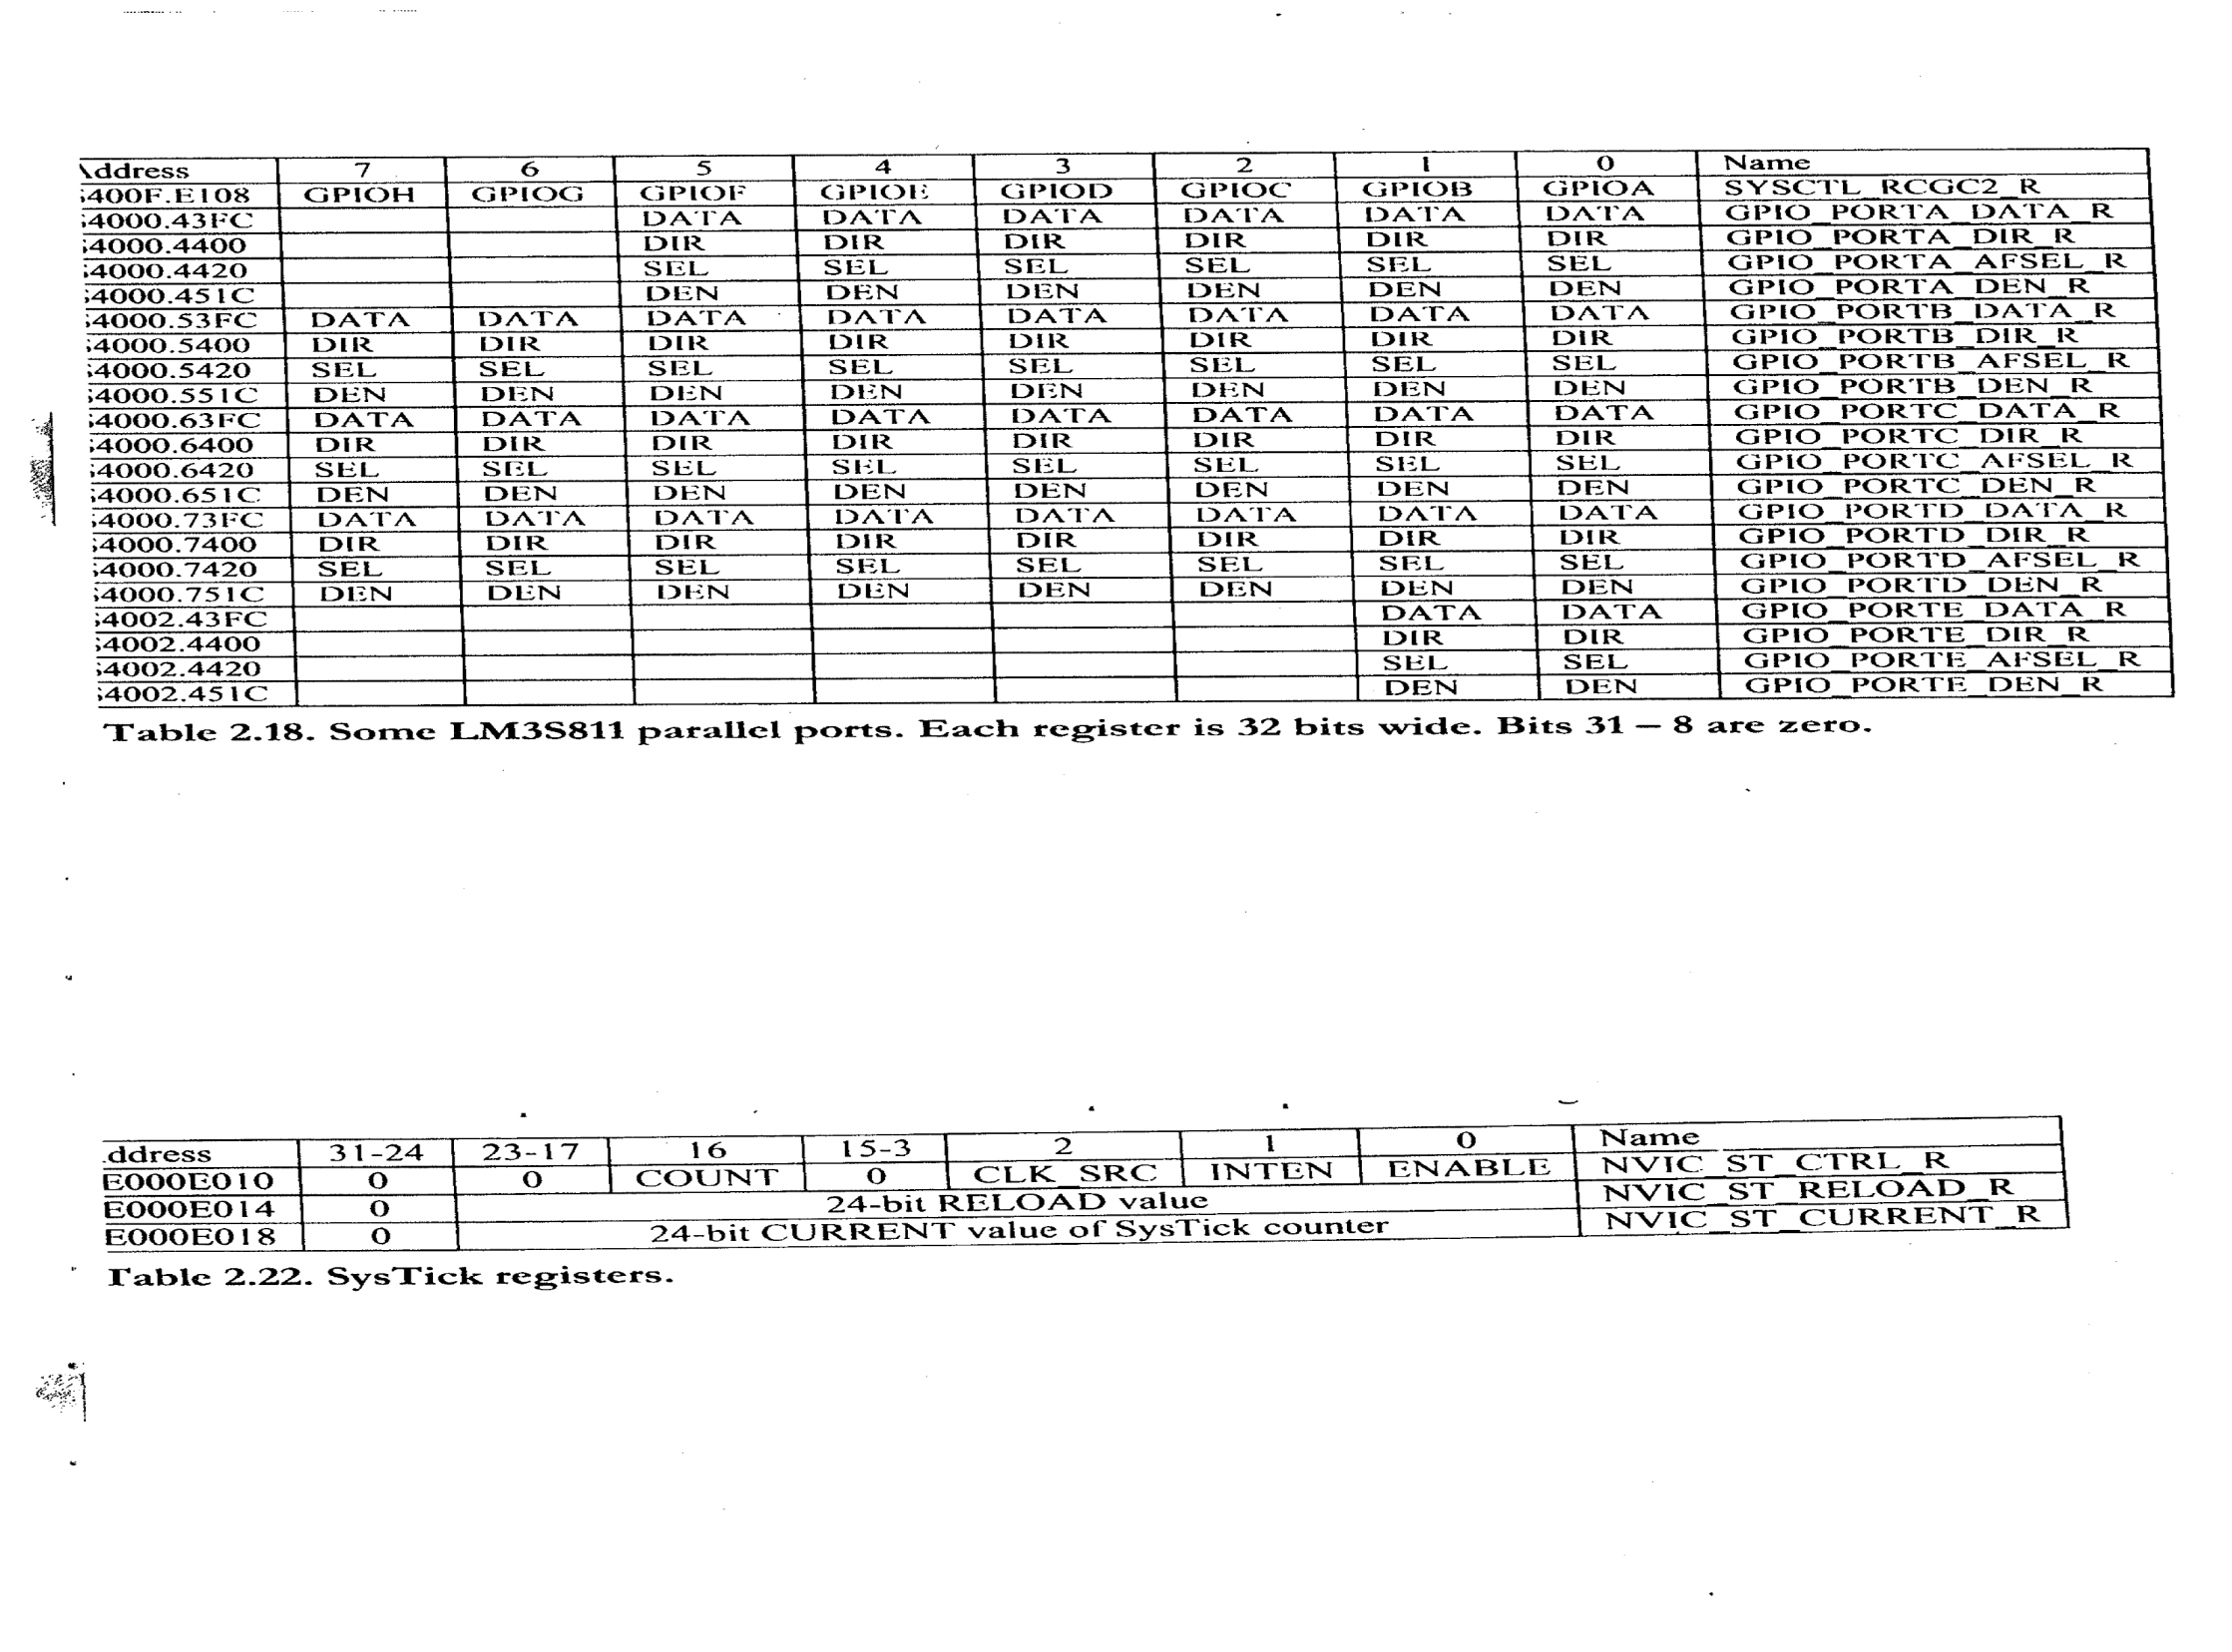 Address 7 6 5 4 3 2 1 0 Name
$400F.E108 GPIOH GPIOG GPIOF GPIOE GPIOD GPIOC GPIOB GPIOA SYSCTL_RCGC2_R
$4000.43FC DATA DATA DATA DATA DATA DATA GPIO_PORTA_DATA_R
$4000.4400 DIR DIR DIR DIR DIR DIR GPIO_PORTA_DIR_R
$4000.4420 SEL SEL SEL SEL SEL SEL GPIO_PORTA_AFSEL_R
$4000.451C DEN DEN DEN DEN DEN DEN GPIO_PORTA_DEN_R
$4000.53FC DATA DATA DATA DATA DATA DATA DATA DATA GPIO_PORTB_DATA_R
$4000.5400 DIR DIR DIR DIR DIR DIR DIR DIR GPIO_PORTB_DIR_R
$4000.5420 SEL SEL SEL SEL SEL SEL SEL SEL GPIO_PORTB_AFSEL_R
$4000.551C DEN DEN DEN DEN DEN DEN DEN DEN GPIO_PORTB_DEN_R
$4000.63FC DATA DATA DATA DATA DATA DATA DATA DATA GPIO_PORTC_DATA_R
$4000.6400 DIR DIR DIR DIR DIR DIR DIR DIR GPIO_PORTC_DIR_R
$4000.6420 SEL SEL SEL SEL SEL SEL SEL SEL GPIO_PORTC_AFSEL_R
$4000.651C DEN DEN DEN DEN DEN DEN DEN DEN GPIO_PORTC_DEN_R
$4000.73FC DATA DATA DATA DATA DATA DATA DATA DATA GPIO_PORTD_DATA_R
$4000.7400 DIR DIR DIR DIR DIR DIR DIR DIR GPIO_PORTD_DIR_R
$4000.7420 SEL SEL SEL SEL SEL SEL SEL SEL GPIO_PORTD_AFSEL_R
$4000.751C DEN DEN DEN DEN DEN DEN DEN DEN GPIO_PORTD_DEN_R
$4002.43FC DATA DATA GPIO_PORTE_DATA_R
$4002.4400 DIR DIR GPIO_PORTE_DIR_R
$4002.4420 SEL SEL GPIO_PORTE_AFSEL_R
$4002.451C DEN DEN GPIO_PORTE_DEN_R
Table 2.18. Some LM3S811 parallel ports. Each register is 32 bits wide. Bits 31 – 8 are zero.
ddress 31-24 23-17 16 15-3 2 1 0 Name
E000E010 0 0 COUNT 0 CLK_SRC INTEN ENABLE NVIC_ST_CTRL_R
E000E014 0 24-bit RELOAD value NVIC_ST_RELOAD_R
E000E018 0 24-bit CURRENT value of SysTick counter NVIC_ST_CURRENT_R
Table 2.22. SysTick registers.